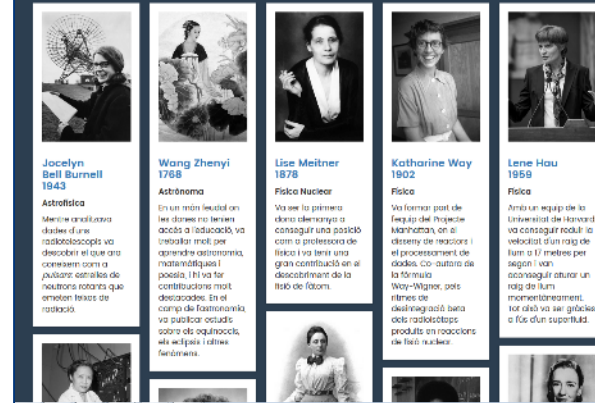 Jocelyn
Bell Burnell
1943
Astrofísica
Mentre analitzava
dades d'uns
radiotelescopis va
descobrir el que ara
coneixem com a
pulsars: estrelles de
neutrons rotants que
emeten feixos de
radiació.
Wang Zhenyi
1768
Astrònoma
En un món feudal on
les dones no tenien
accés a l'educació, va
treballar molt per
aprendre astronomia,
matemàtiques i
poesia, i hi va fer
contribucions molt
destacades. En el
camp de l'astronomia,
va publicar estudis
sobre els equinoccis,
els eclipsis i altres
fenòmens.
Lise Meitner
1878
Física Nuclear
Va ser la primera
dona alemanya a
conseguir una posició
com a professora de
física i va tenir una
gran contribució en el
descobriment de la
fisió de l'àtom.
Katharine Way
1902
Física
Va formar part de
l'equip del Projecte
Manhattan, en el
disseny de reactors i
el processament de
dades. Co-autora de
la fórmula
Way-Wigner, pels
ritmes de
desimegració beta
dels radioisòtops
produïts en reaccions
de fisió nuclear.
Lene Hau
1959
Física
Amb un equip de la
Universitat de Harvard
va conseguir reduir la
velocitat d'un raig de
llum a 17 metres per
segon i van
aconseguir aturar un
raig de llum
momentàneament.
Tot això va ser gràcies
a l'ús d'un superfluid.